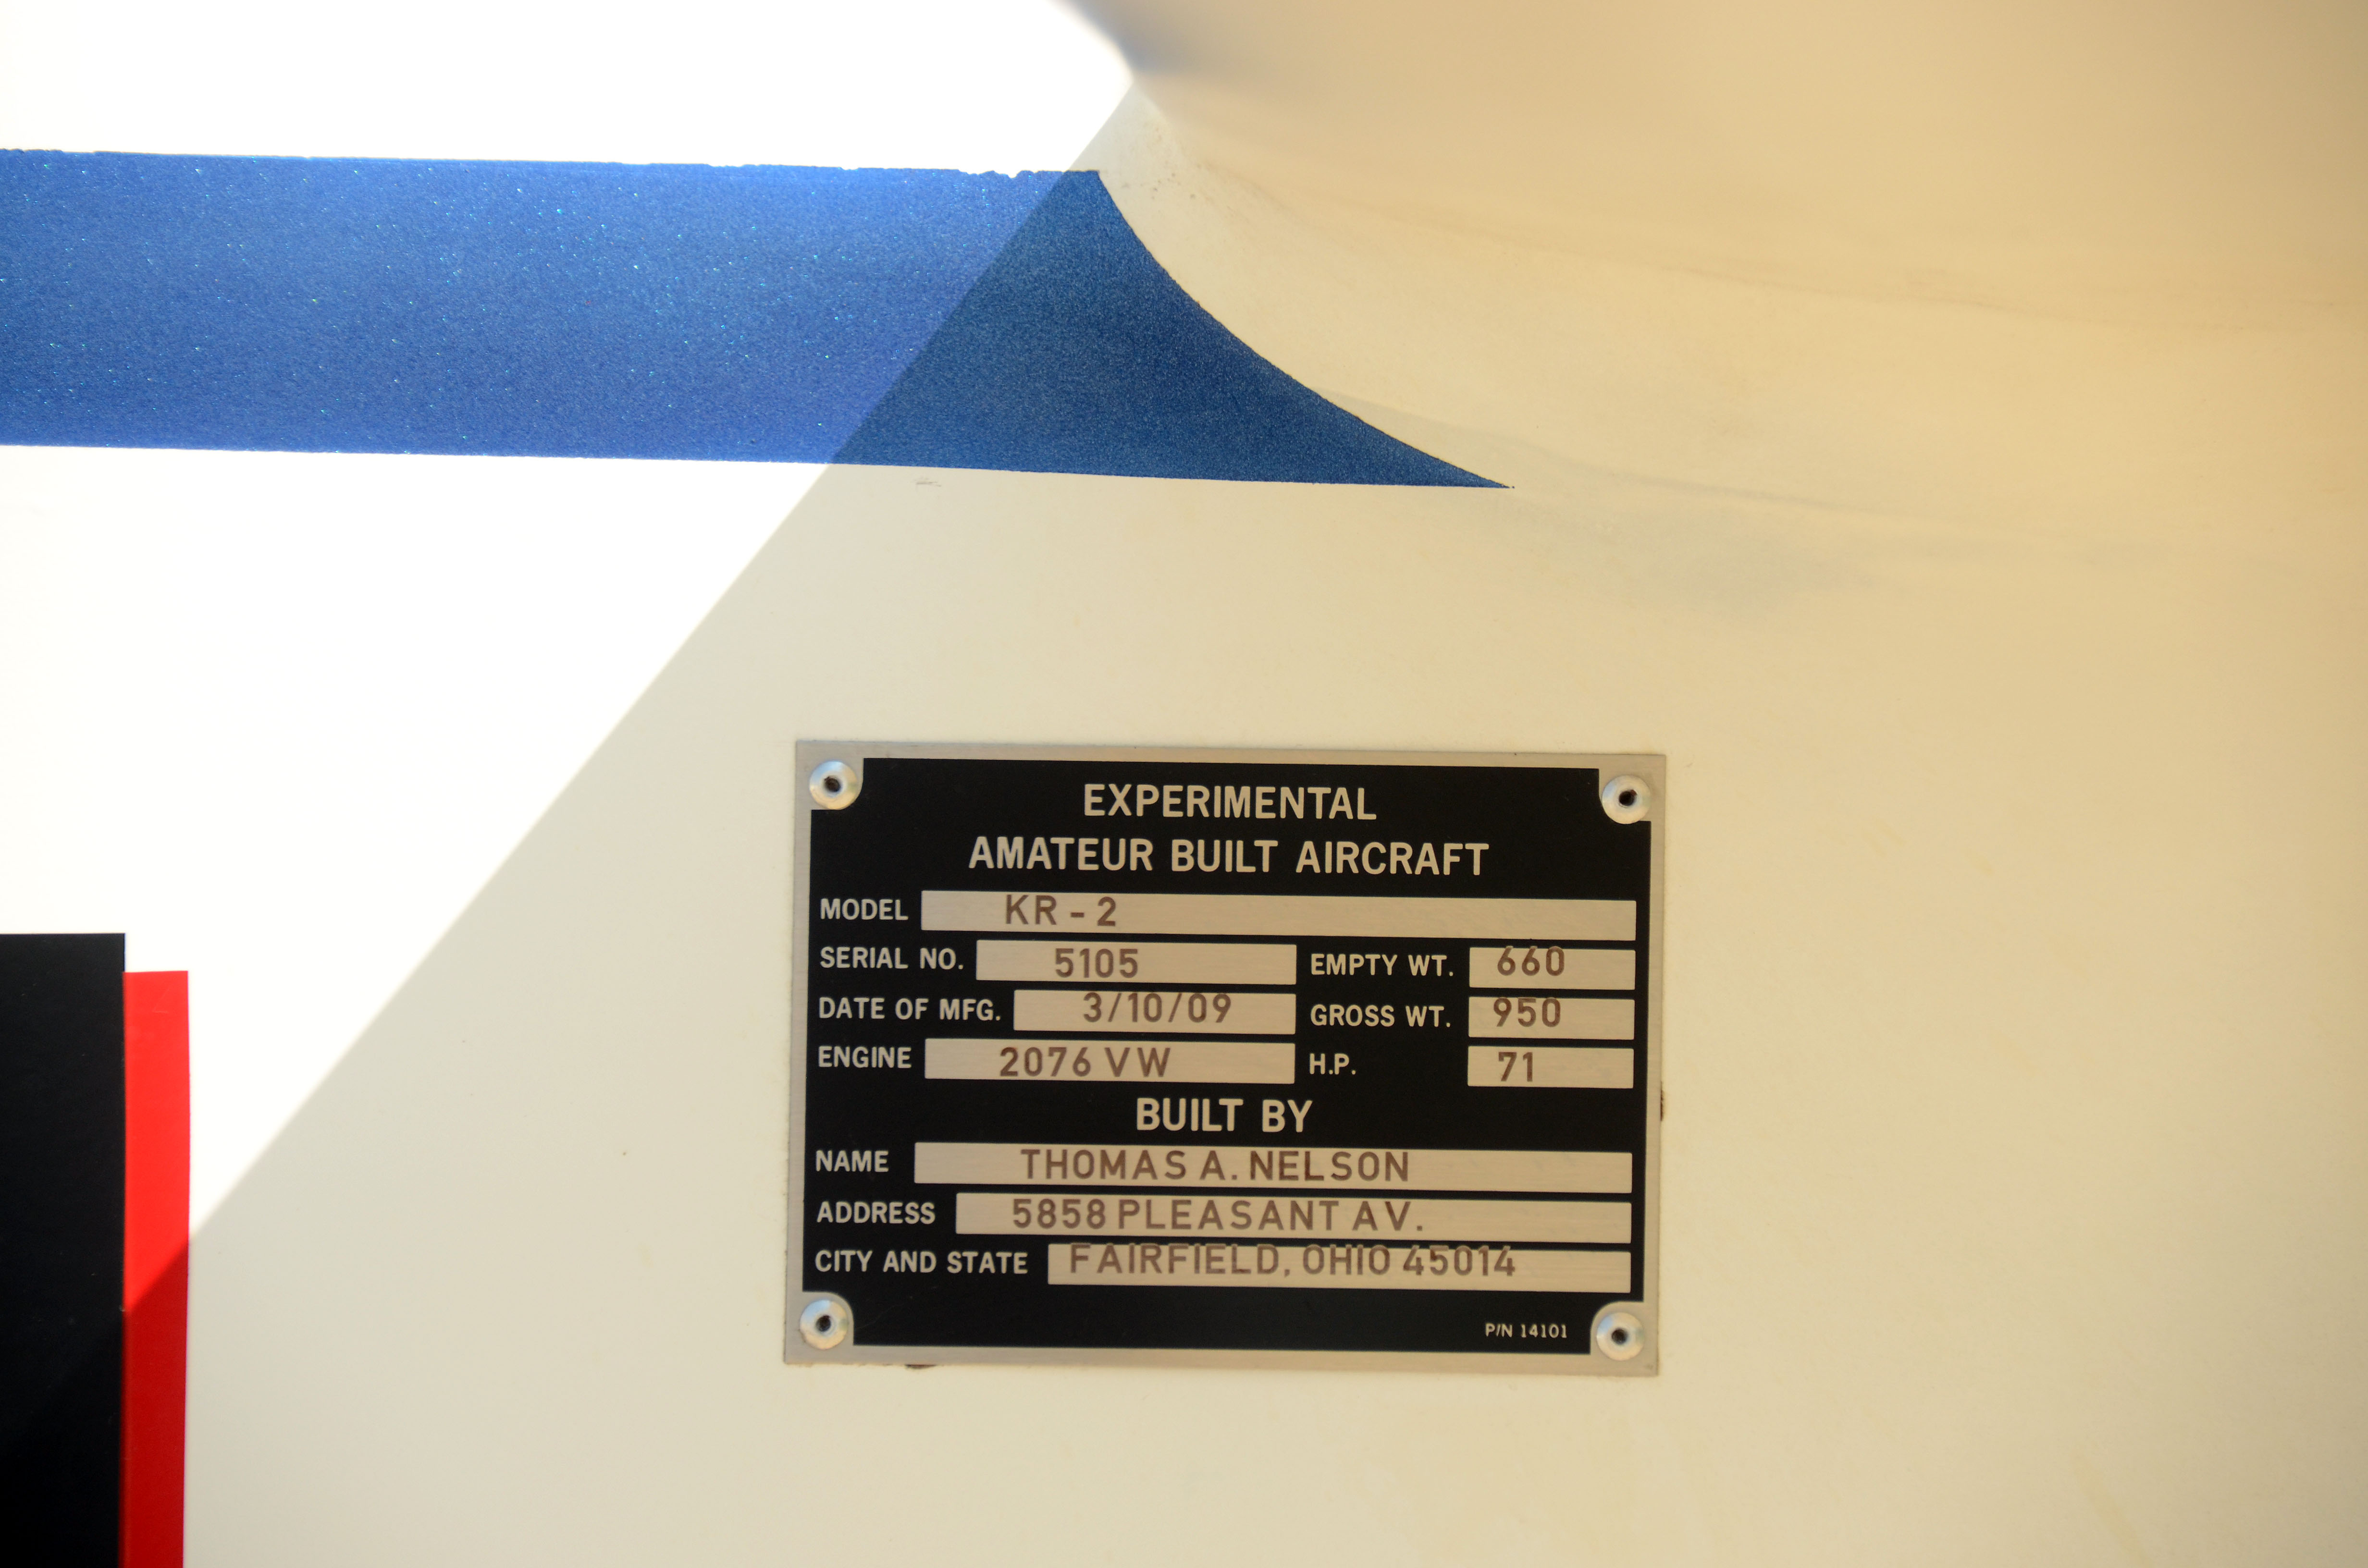 EXPERIMENTAL
AMATEUR BUILT AIRCRAFT
MODEL KR-2
SERIAL NO. 5105 EMPTY WT. 660
DATE OF MFG. 3/10/09 GROSS WT. 950
ENGINE 2076 VW H.P. 71
BUILT BY
NAME THOMAS A. NELSON
ADDRESS 5858 PLEASANT AV.
CITY AND STATE FAIRFIELD, OHIO 45014
P/N 14101